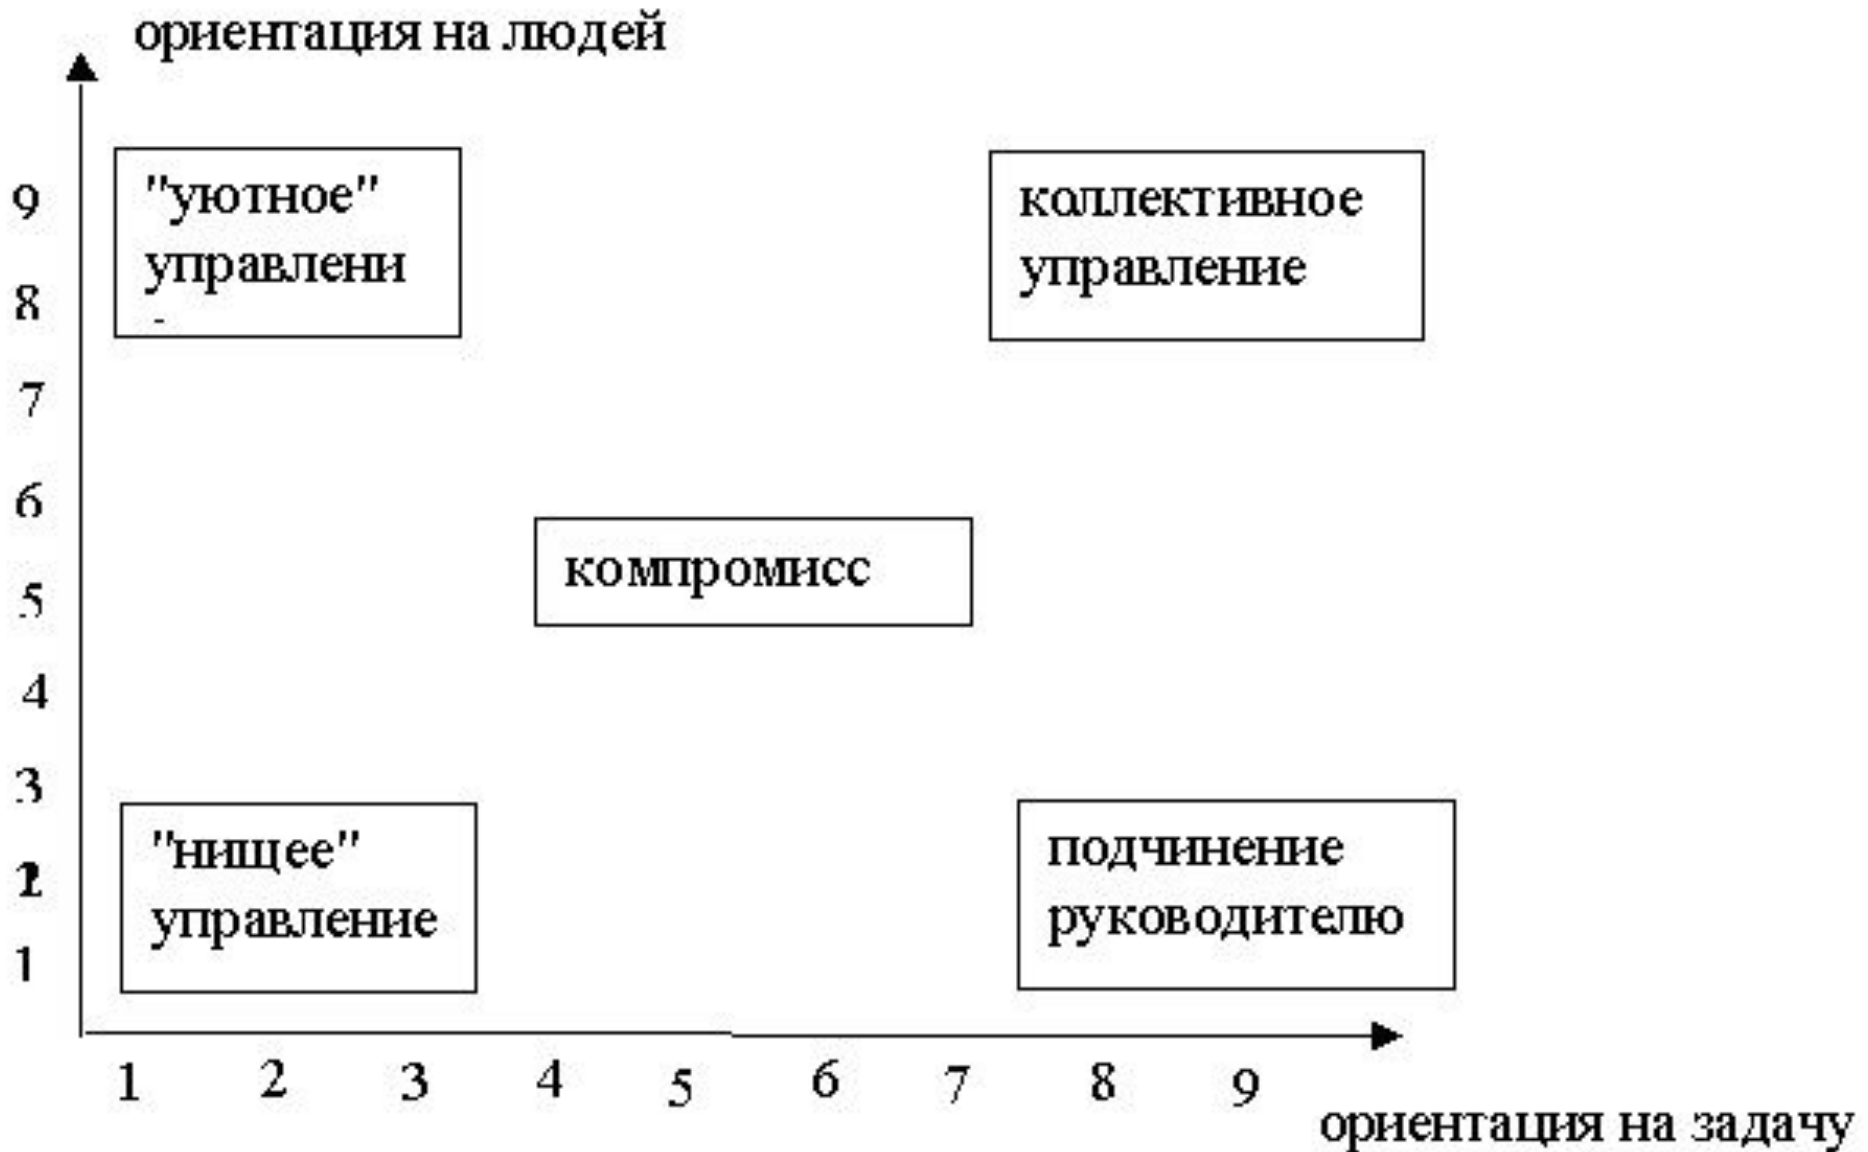 ориентация на людей
"уютное"
управлени
коллективное
управление
компромисс
"нищее"
управление
подчинение
руководителю
9
8
7
6
5
4
3
1
1 2 3 4 5 6 7 8 9
ориентация на задачу